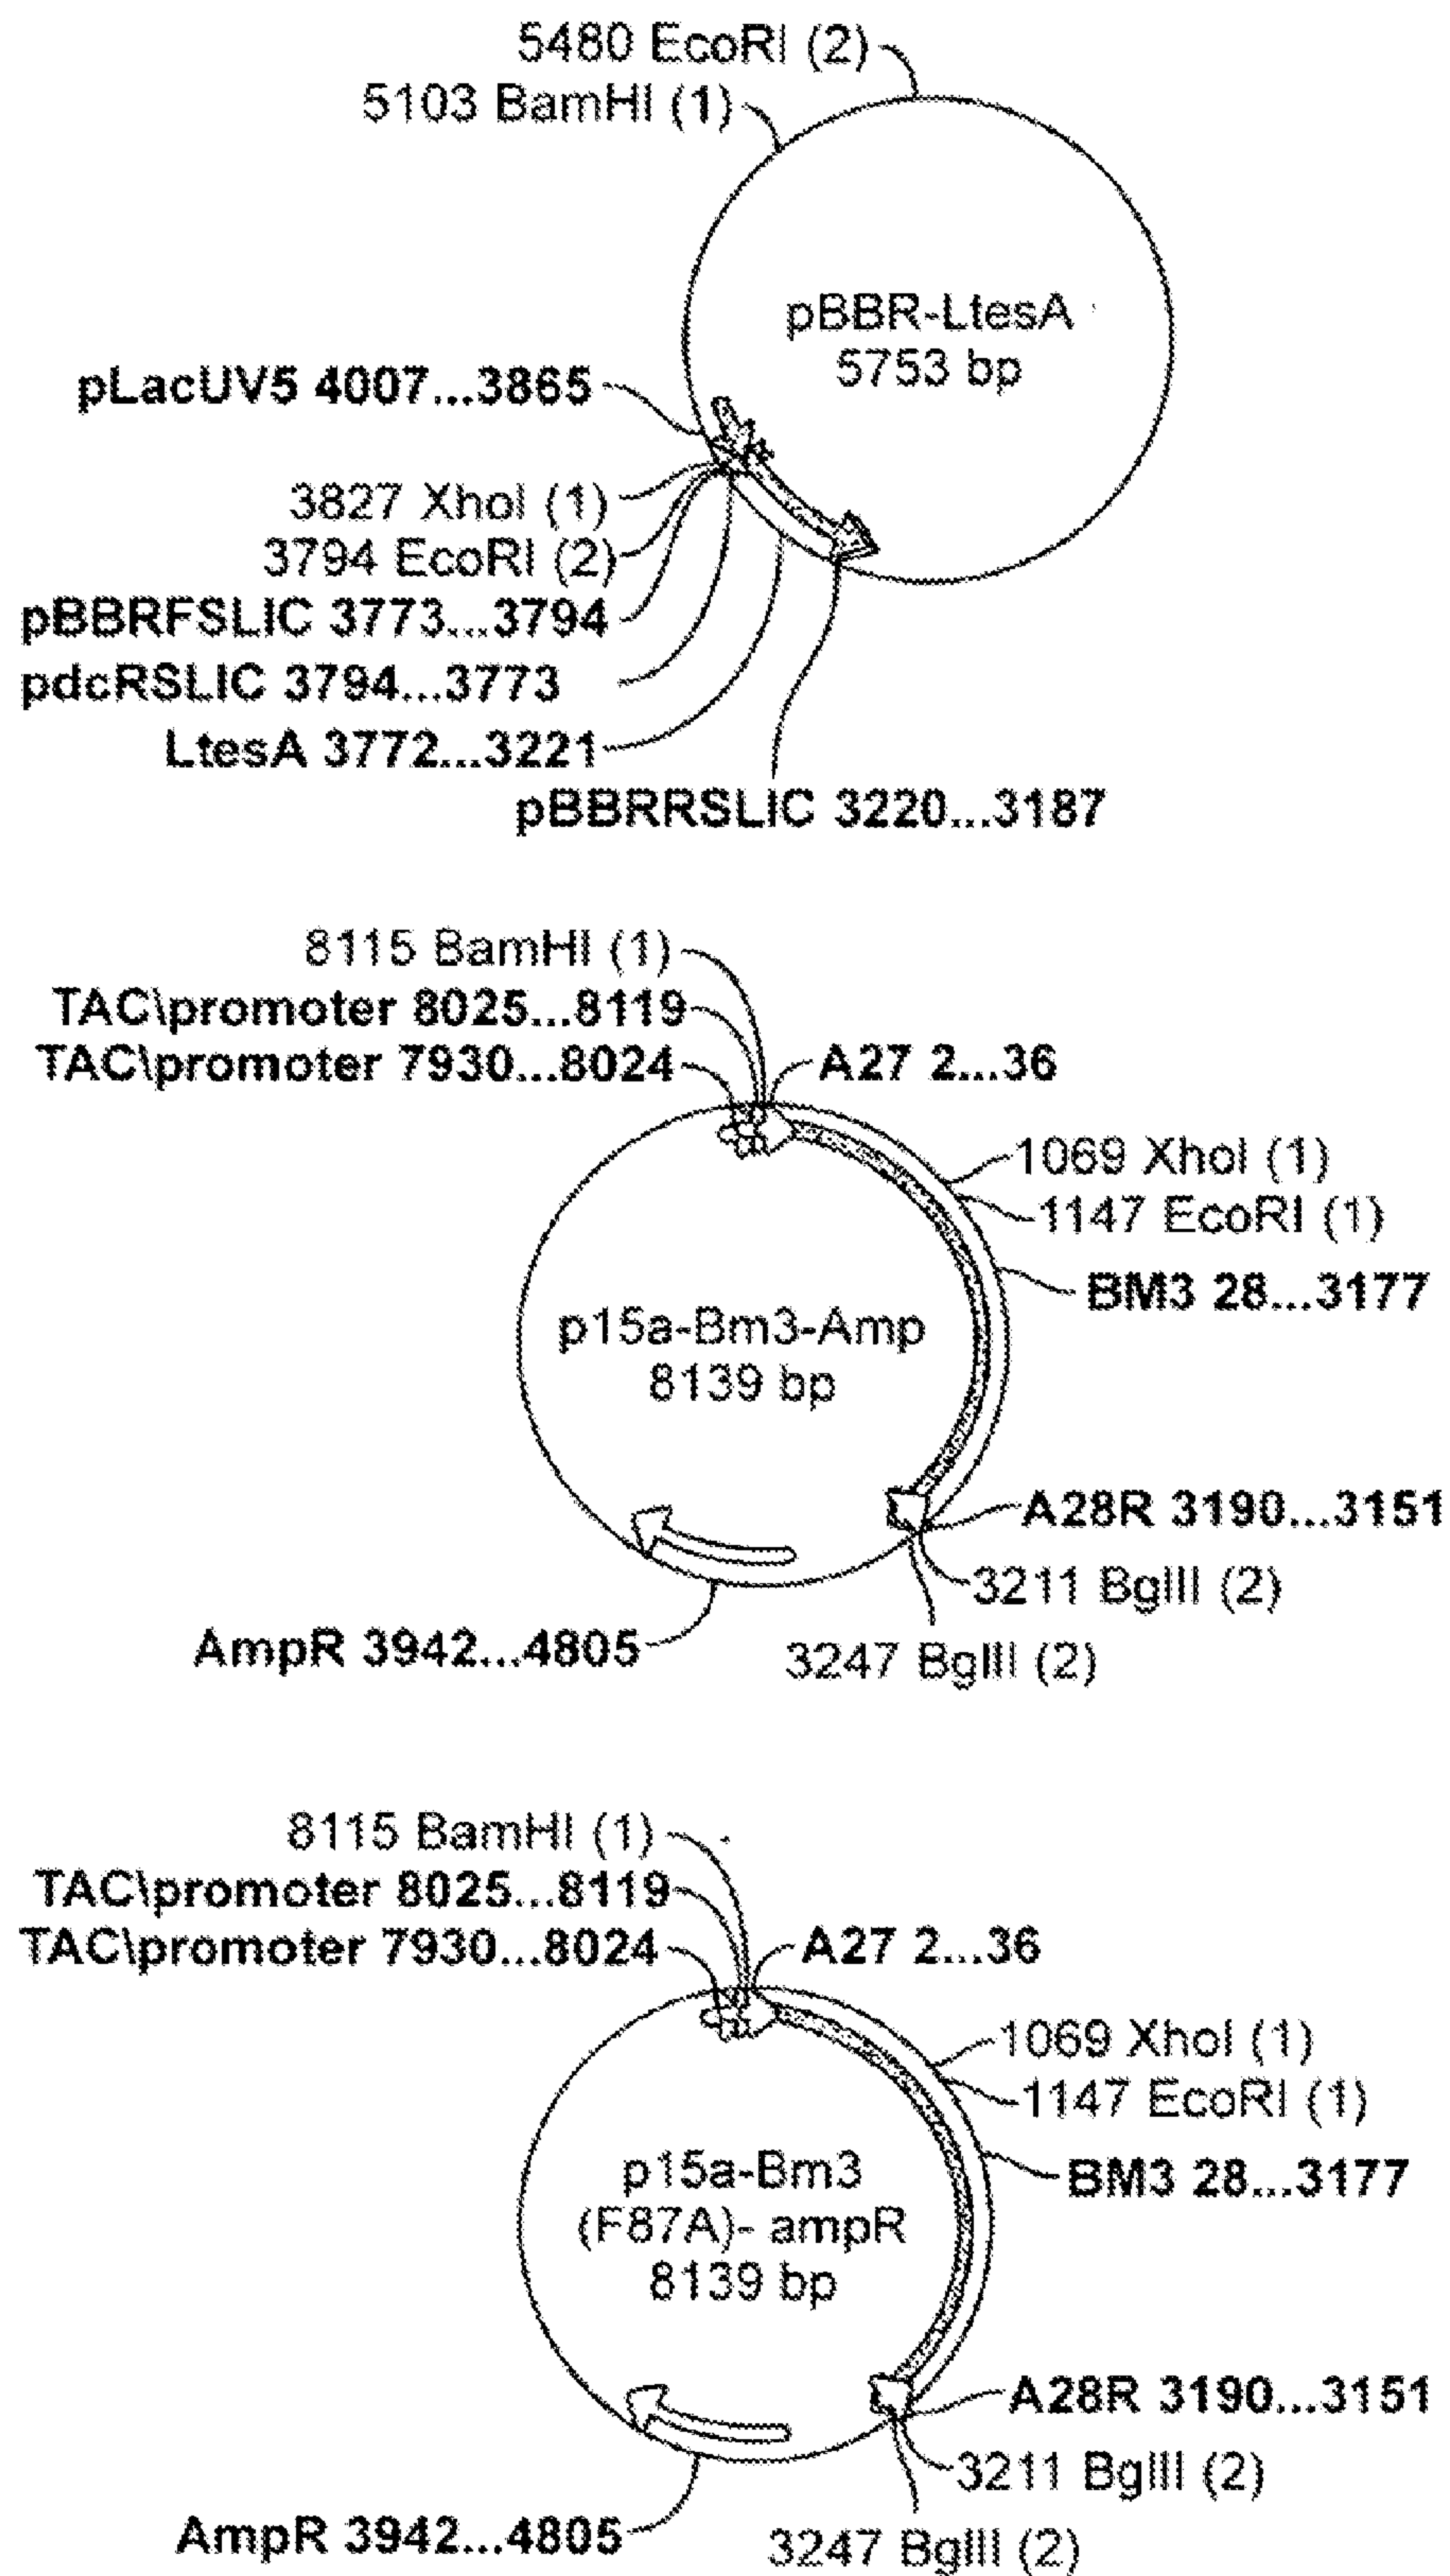 5480 EcoRI (2)
5103 BamHI (1)
pBBR-LtesA
5753 bp
pLacUV5 4007...3865
3827 XhoI (1)
3794 EcoRI (2)
pBBRFSLIC 3773...3794
pdcRSLIC 3794...3773
LtesA 3772...3221
pBBRRSLIC 3220...3187
8115 BamHI (1)
TAC\promoter 8025...8119
TAC\promoter 7930...8024
A27 2...36
1069 XhoI (1)
1147 EcoRI (1)
BM3 28...3177
p15a-Bm3-Amp
8139 bp
A28R 3190...3151
3211 BglII (2)
AmpR 3942...4805
3247 BglII (2)
8115 BamHI (1)
TAC\promoter 8025...8119
TAC\promoter 7930...8024
A27 2...36
1069 XhoI (1)
1147 EcoRI (1)
BM3 28...3177
p15a-Bm3
(F87A)- ampR
8139 bp
A28R 3190...3151
3211 BglII (2)
AmpR 3942...4805
3247 BglII (2)